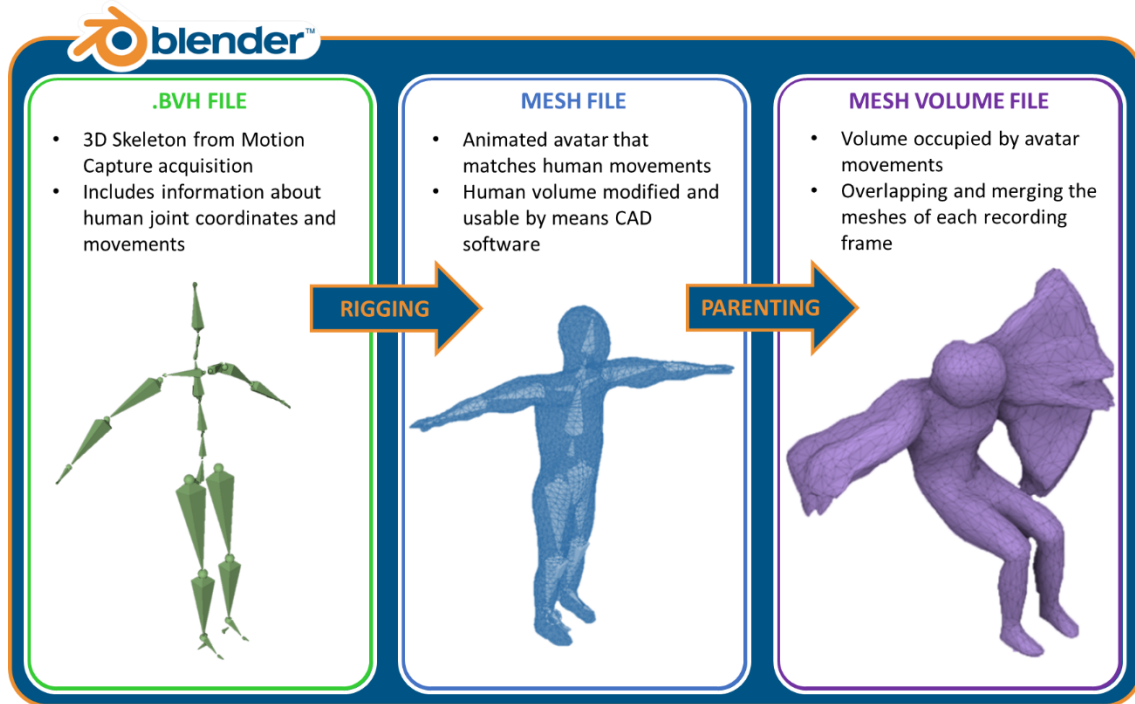 blender™
.BVH FILE
• 3D Skeleton from Motion
Capture acquisition
• Includes information about
human joint coordinates and
movements
RIGGING
MESH FILE
• Animated avatar that
matches human movements
• Human volume modified and
usable by means CAD
software
PARENTING
MESH VOLUME FILE
• Volume occupied by avatar
movements
• Overlapping and merging the
meshes of each recording
frame